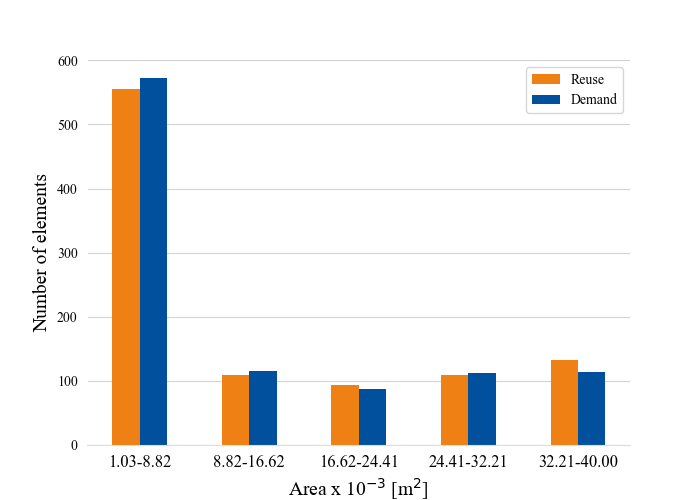 600
500
400
300
200
100
0
Number of elements
Reuse
Demand
1.03-8.82 8.82-16.62 16.62-24.41 24.41-32.21 32.21-40.00
Area x 10⁻³ [m²]